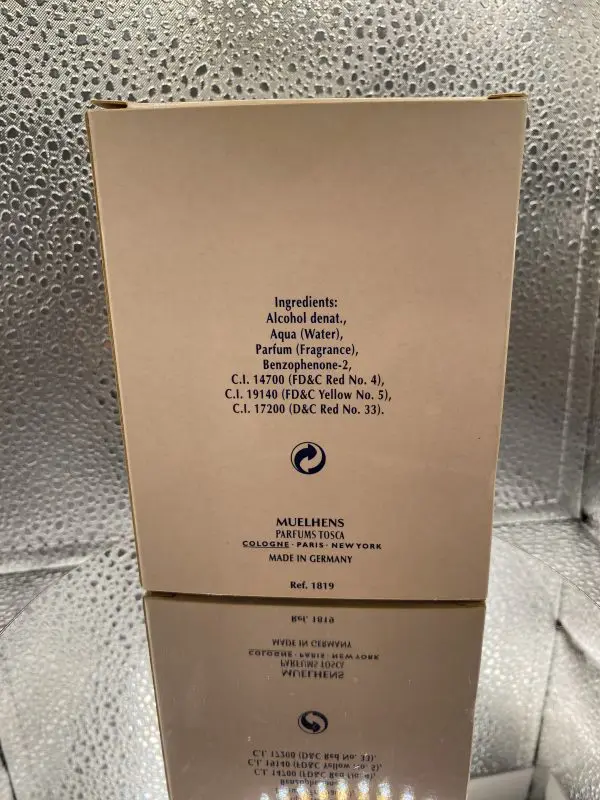 Ingredients:
Alcohol denat.,
Aqua (Water),
Parfum (Fragrance),
Benzophenone-2,
C.I. 14700 (FD&C Red No. 4),
C.I. 19140 (FD&C Yellow No. 5),
C.I. 17200 (D&C Red No. 33).
MUELHENS
PARFUMS TOSCA
COLOGNE · PARIS · NEW YORK
MADE IN GERMANY
Ref. 1819